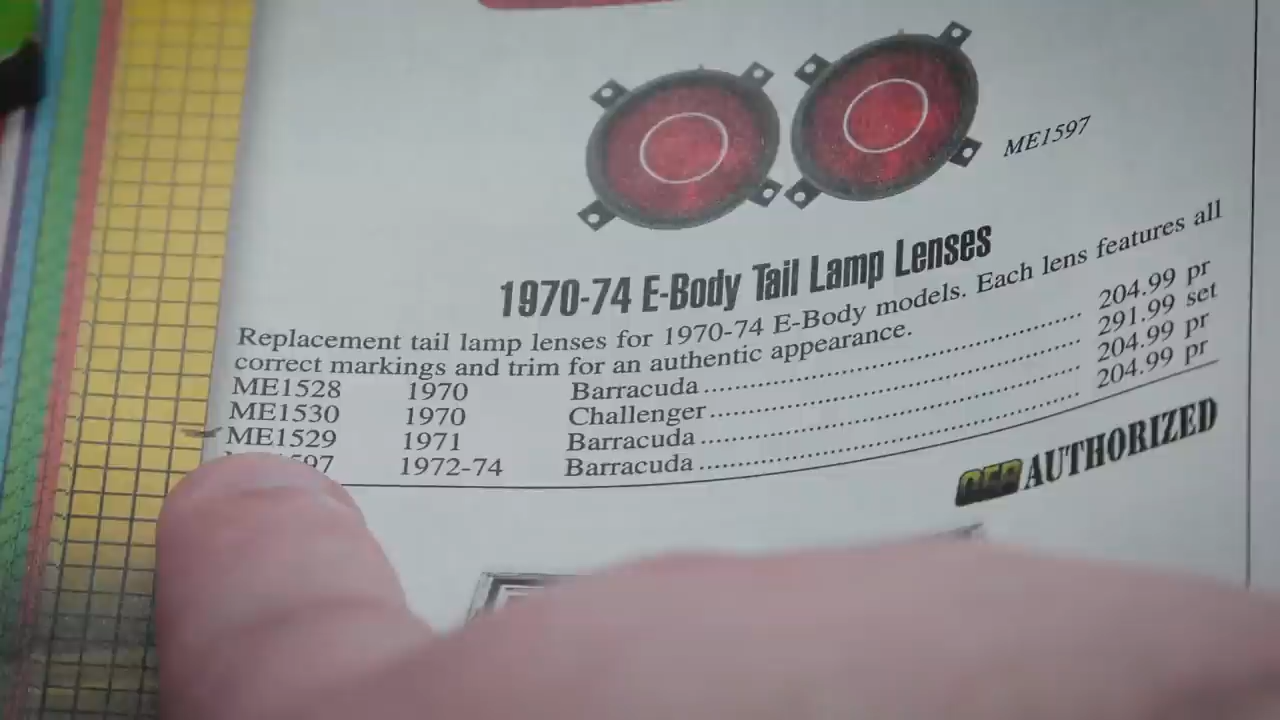 ME1597
1970-74 E-Body Tail Lamp Lenses
Replacement tail lamp lenses for 1970-74 E-Body models. Each lens features all
correct markings and trim for an authentic appearance.
ME1528 1970 Barracuda ........................................ 204.99 pr
ME1530 1970 Challenger ........................................ 291.99 set
ME1529 1971 Barracuda ........................................ 204.99 pr
1972-74 Barracuda ........................................ 204.99 pr
OER AUTHORIZED